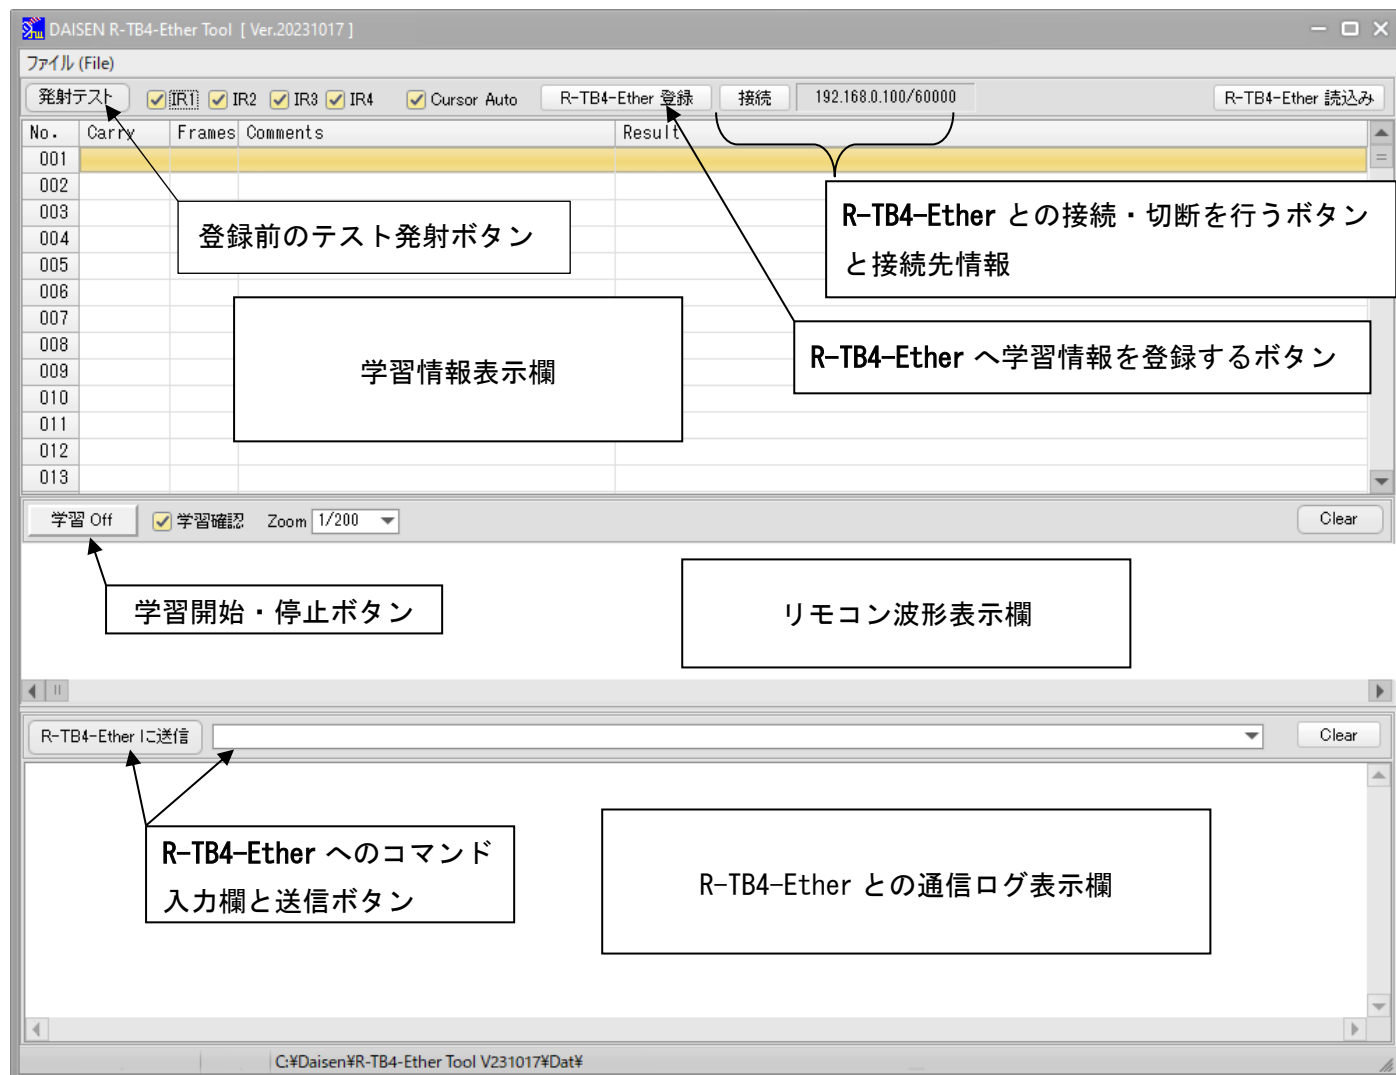 DAISEN R-TB4-Ether Tool [ Ver.20231017 ]
ファイル (File)
発射テスト IR1 IR2 IR3 IR4 Cursor Auto R-TB4-Ether 登録 接続 192.168.0.100/60000 R-TB4-Ether 読込み
No. Carry Frames Comments Result
001
002
003
004
005
006
007
008
009
010
011
012
013
登録前のテスト発射ボタン
R-TB4-Ether との接続・切断を行うボタン
と接続先情報
R-TB4-Ether へ学習情報を登録するボタン
学習情報表示欄
学習 Off 学習確認 Zoom 1/200 Clear
学習開始・停止ボタン
リモコン波形表示欄
R-TB4-Ether に送信 Clear
R-TB4-Ether へのコマンド
入力欄と送信ボタン
R-TB4-Ether との通信ログ表示欄
C:¥Daisen¥R-TB4-Ether Tool V231017¥Dat¥